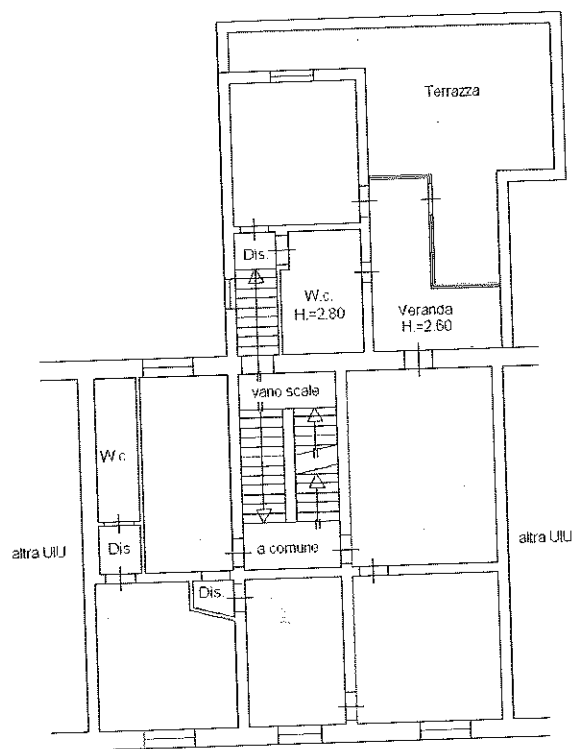 Terrazza
Dis.
W.c.
H.=2.80
Veranda
H.=2.60
vano scale
W.c
altra UIU
Dis
a comune
altra UIU
Dis.